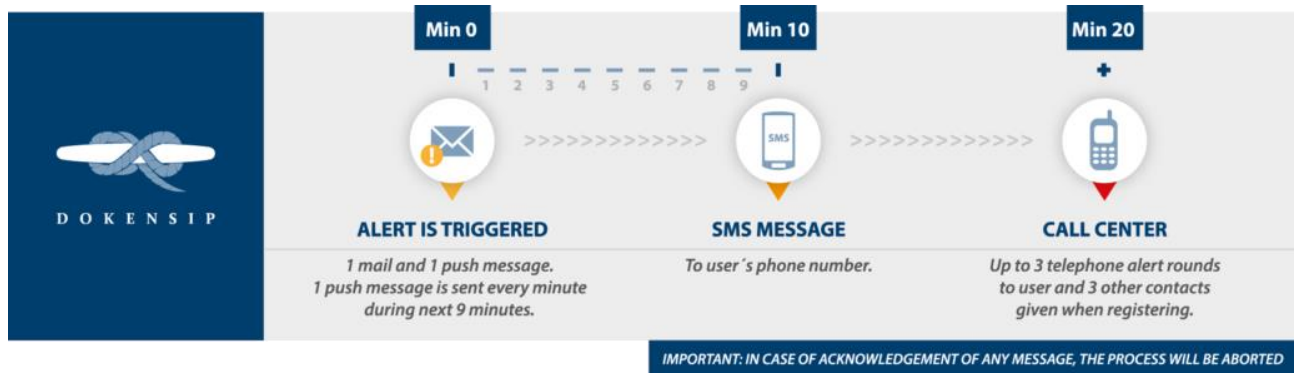 Min 0
Min 10
Min 20
1 2 3 4 5 6 7 8 9
SMS
DOKENSIP
ALERT IS TRIGGERED
1 mail and 1 push message.
1 push message is sent every minute
during next 9 minutes.
SMS MESSAGE
To user´s phone number.
CALL CENTER
Up to 3 telephone alert rounds
to user and 3 other contacts
given when registering.
IMPORTANT: IN CASE OF ACKNOWLEDGEMENT OF ANY MESSAGE, THE PROCESS WILL BE ABORTED